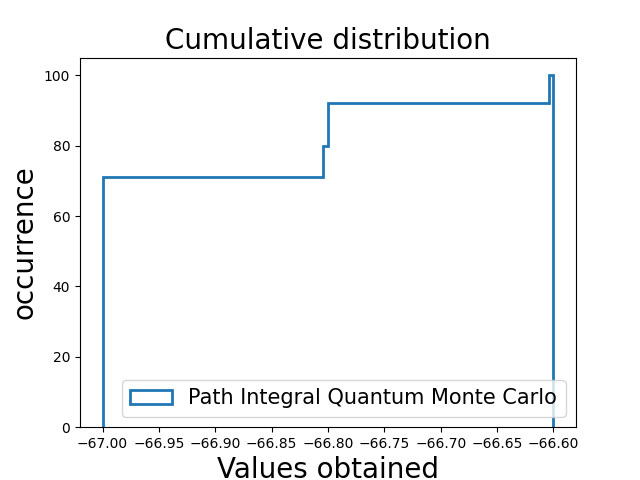 Cumulative distribution
occurrence
100
80
60
40
20
0
Path Integral Quantum Monte Carlo
−67.00 −66.95 −66.90 −66.85 −66.80 −66.75 −66.70 −66.65 −66.60
Values obtained